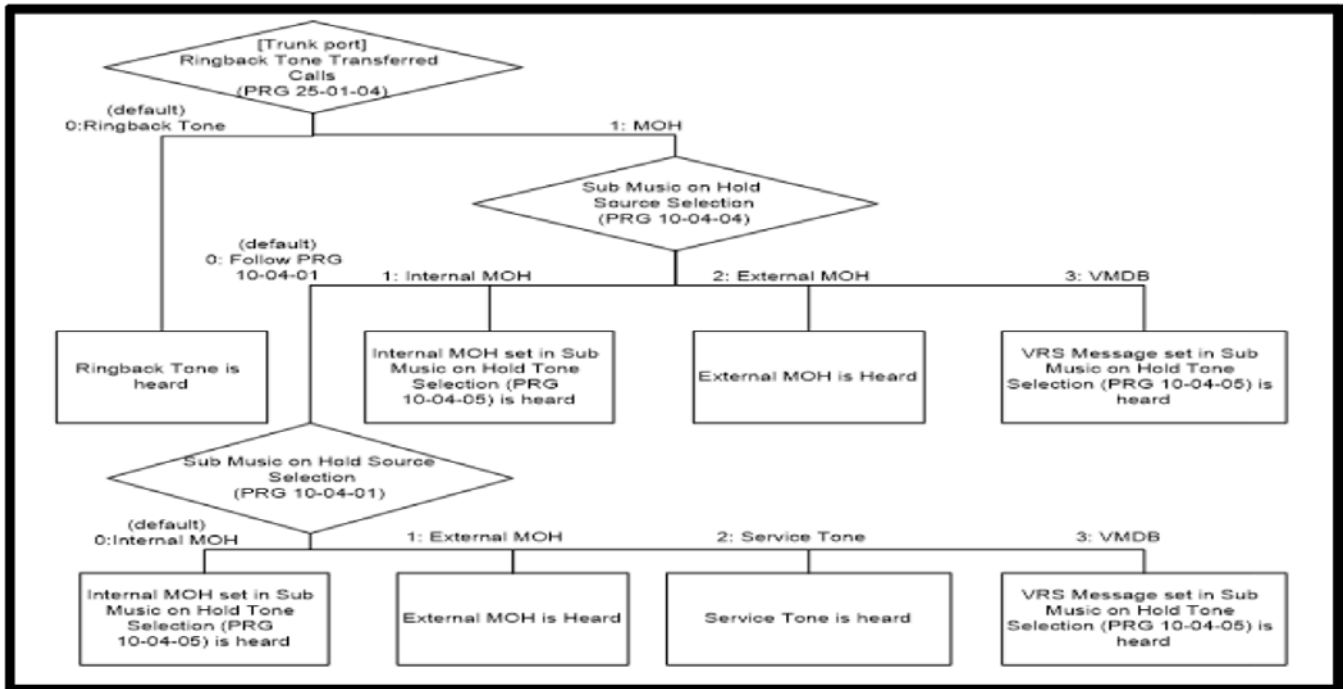 [Trunk port]
Ringback Tone Transferred
Calls
(PRG 25-01-04)
(default)
0:Ringback Tone
1: MOH
Sub Music on Hold
Source Selection
(PRG 10-04-04)
(default)
0: Follow PRG
10-04-01
1: Internal MOH
2: External MOH
3: VMDB
Ringback Tone is
heard
Internal MOH set in Sub
Music on Hold Tone
Selection (PRG
10-04-05) is heard
External MOH is Heard
VRS Message set in Sub
Music on Hold Tone
Selection (PRG 10-04-05) is
heard
Sub Music on Hold Source
Selection
(PRG 10-04-01)
(default)
0:Internal MOH
1: External MOH
2: Service Tone
3: VMDB
Internal MOH set in Sub
Music on Hold Tone
Selection (PRG
10-04-05) is heard
External MOH is Heard
Service Tone is heard
VRS Message set in Sub
Music on Hold Tone
Selection (PRG 10-04-05) is
heard